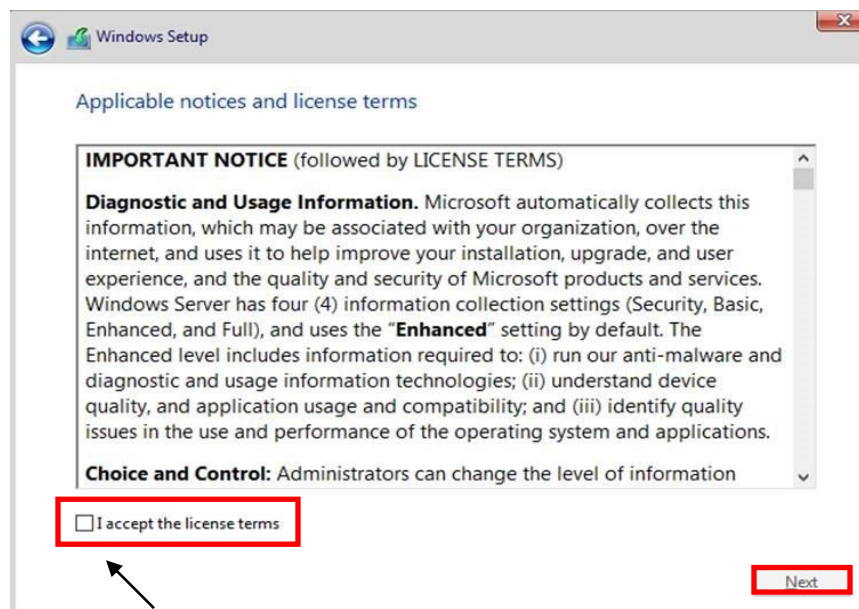 Windows Setup
Applicable notices and license terms
IMPORTANT NOTICE (followed by LICENSE TERMS)
Diagnostic and Usage Information. Microsoft automatically collects this
information, which may be associated with your organization, over the
internet, and uses it to help improve your installation, upgrade, and user
experience, and the quality and security of Microsoft products and services.
Windows Server has four (4) information collection settings (Security, Basic,
Enhanced, and Full), and uses the “Enhanced” setting by default. The
Enhanced level includes information required to: (i) run our anti-malware and
diagnostic and usage information technologies; (ii) understand device
quality, and application usage and compatibility; and (iii) identify quality
issues in the use and performance of the operating system and applications.
Choice and Control: Administrators can change the level of information
I accept the license terms
Next